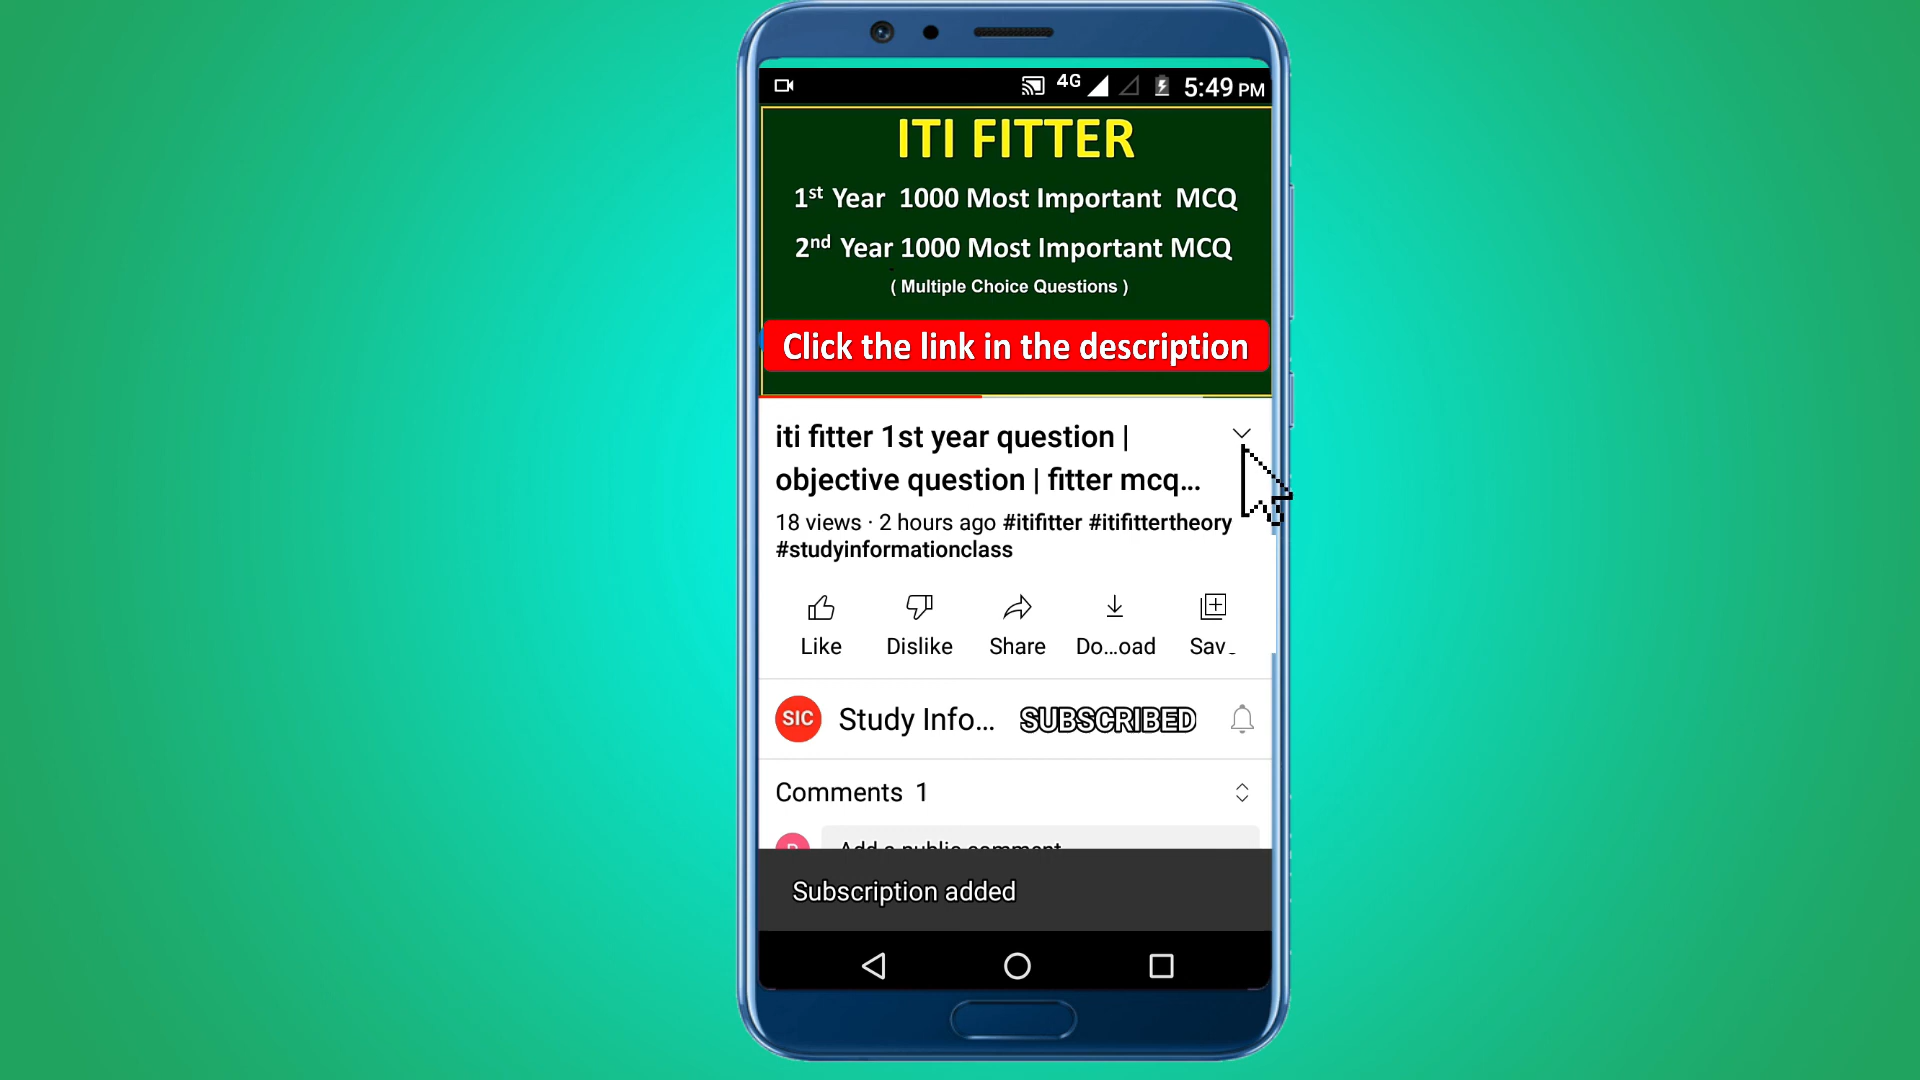 4G 5:49 PM
ITI FITTER
1st Year 1000 Most Important MCQ
2nd Year 1000 Most Important MCQ
( Multiple Choice Questions )
Click the link in the description
iti fitter 1st year question |
objective question | fitter mcq...
18 views · 2 hours ago #itifitter #itifittertheory
#studyinformationclass
Like Dislike Share Do...oad Sav
SIC Study Info... SUBSCRIBED
Comments 1
Add a public comment
Subscription added